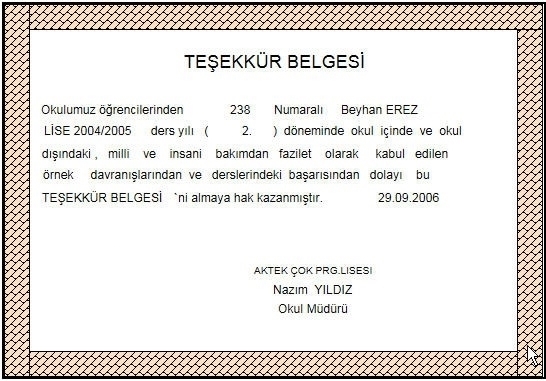 TEŞEKKÜR BELGESİ
Okulumuz öğrencilerinden 238 Numaralı Beyhan EREZ
LİSE 2004/2005 ders yılı ( 2. ) döneminde okul içinde ve okul
dışındaki , milli ve insani bakımdan fazilet olarak kabul edilen
örnek davranışlarından ve derslerindeki başarısından dolayı bu
TEŞEKKÜR BELGESİ `ni almaya hak kazanmıştır. 29.09.2006
AKTEK ÇOK PRG.LISESI
Nazım YILDIZ
Okul Müdürü